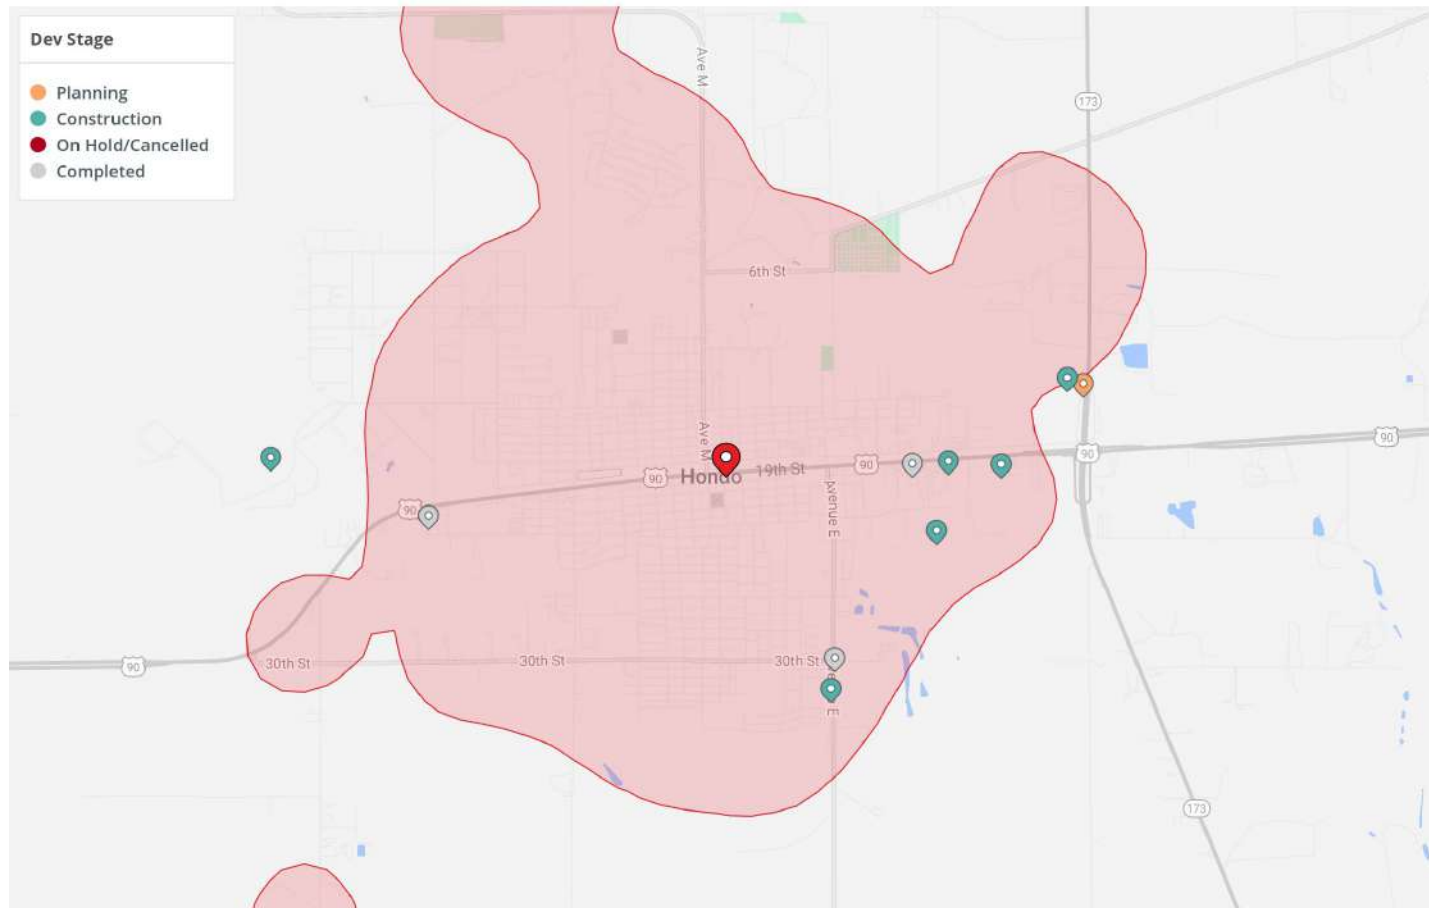 Dev Stage
Planning
Construction
On Hold/Cancelled
Completed
Ave M
173
6th St
Ave M
90
Hondo
90
19th St
90
90
90
Avenue E
90
30th St
30th St
30th St
E
173